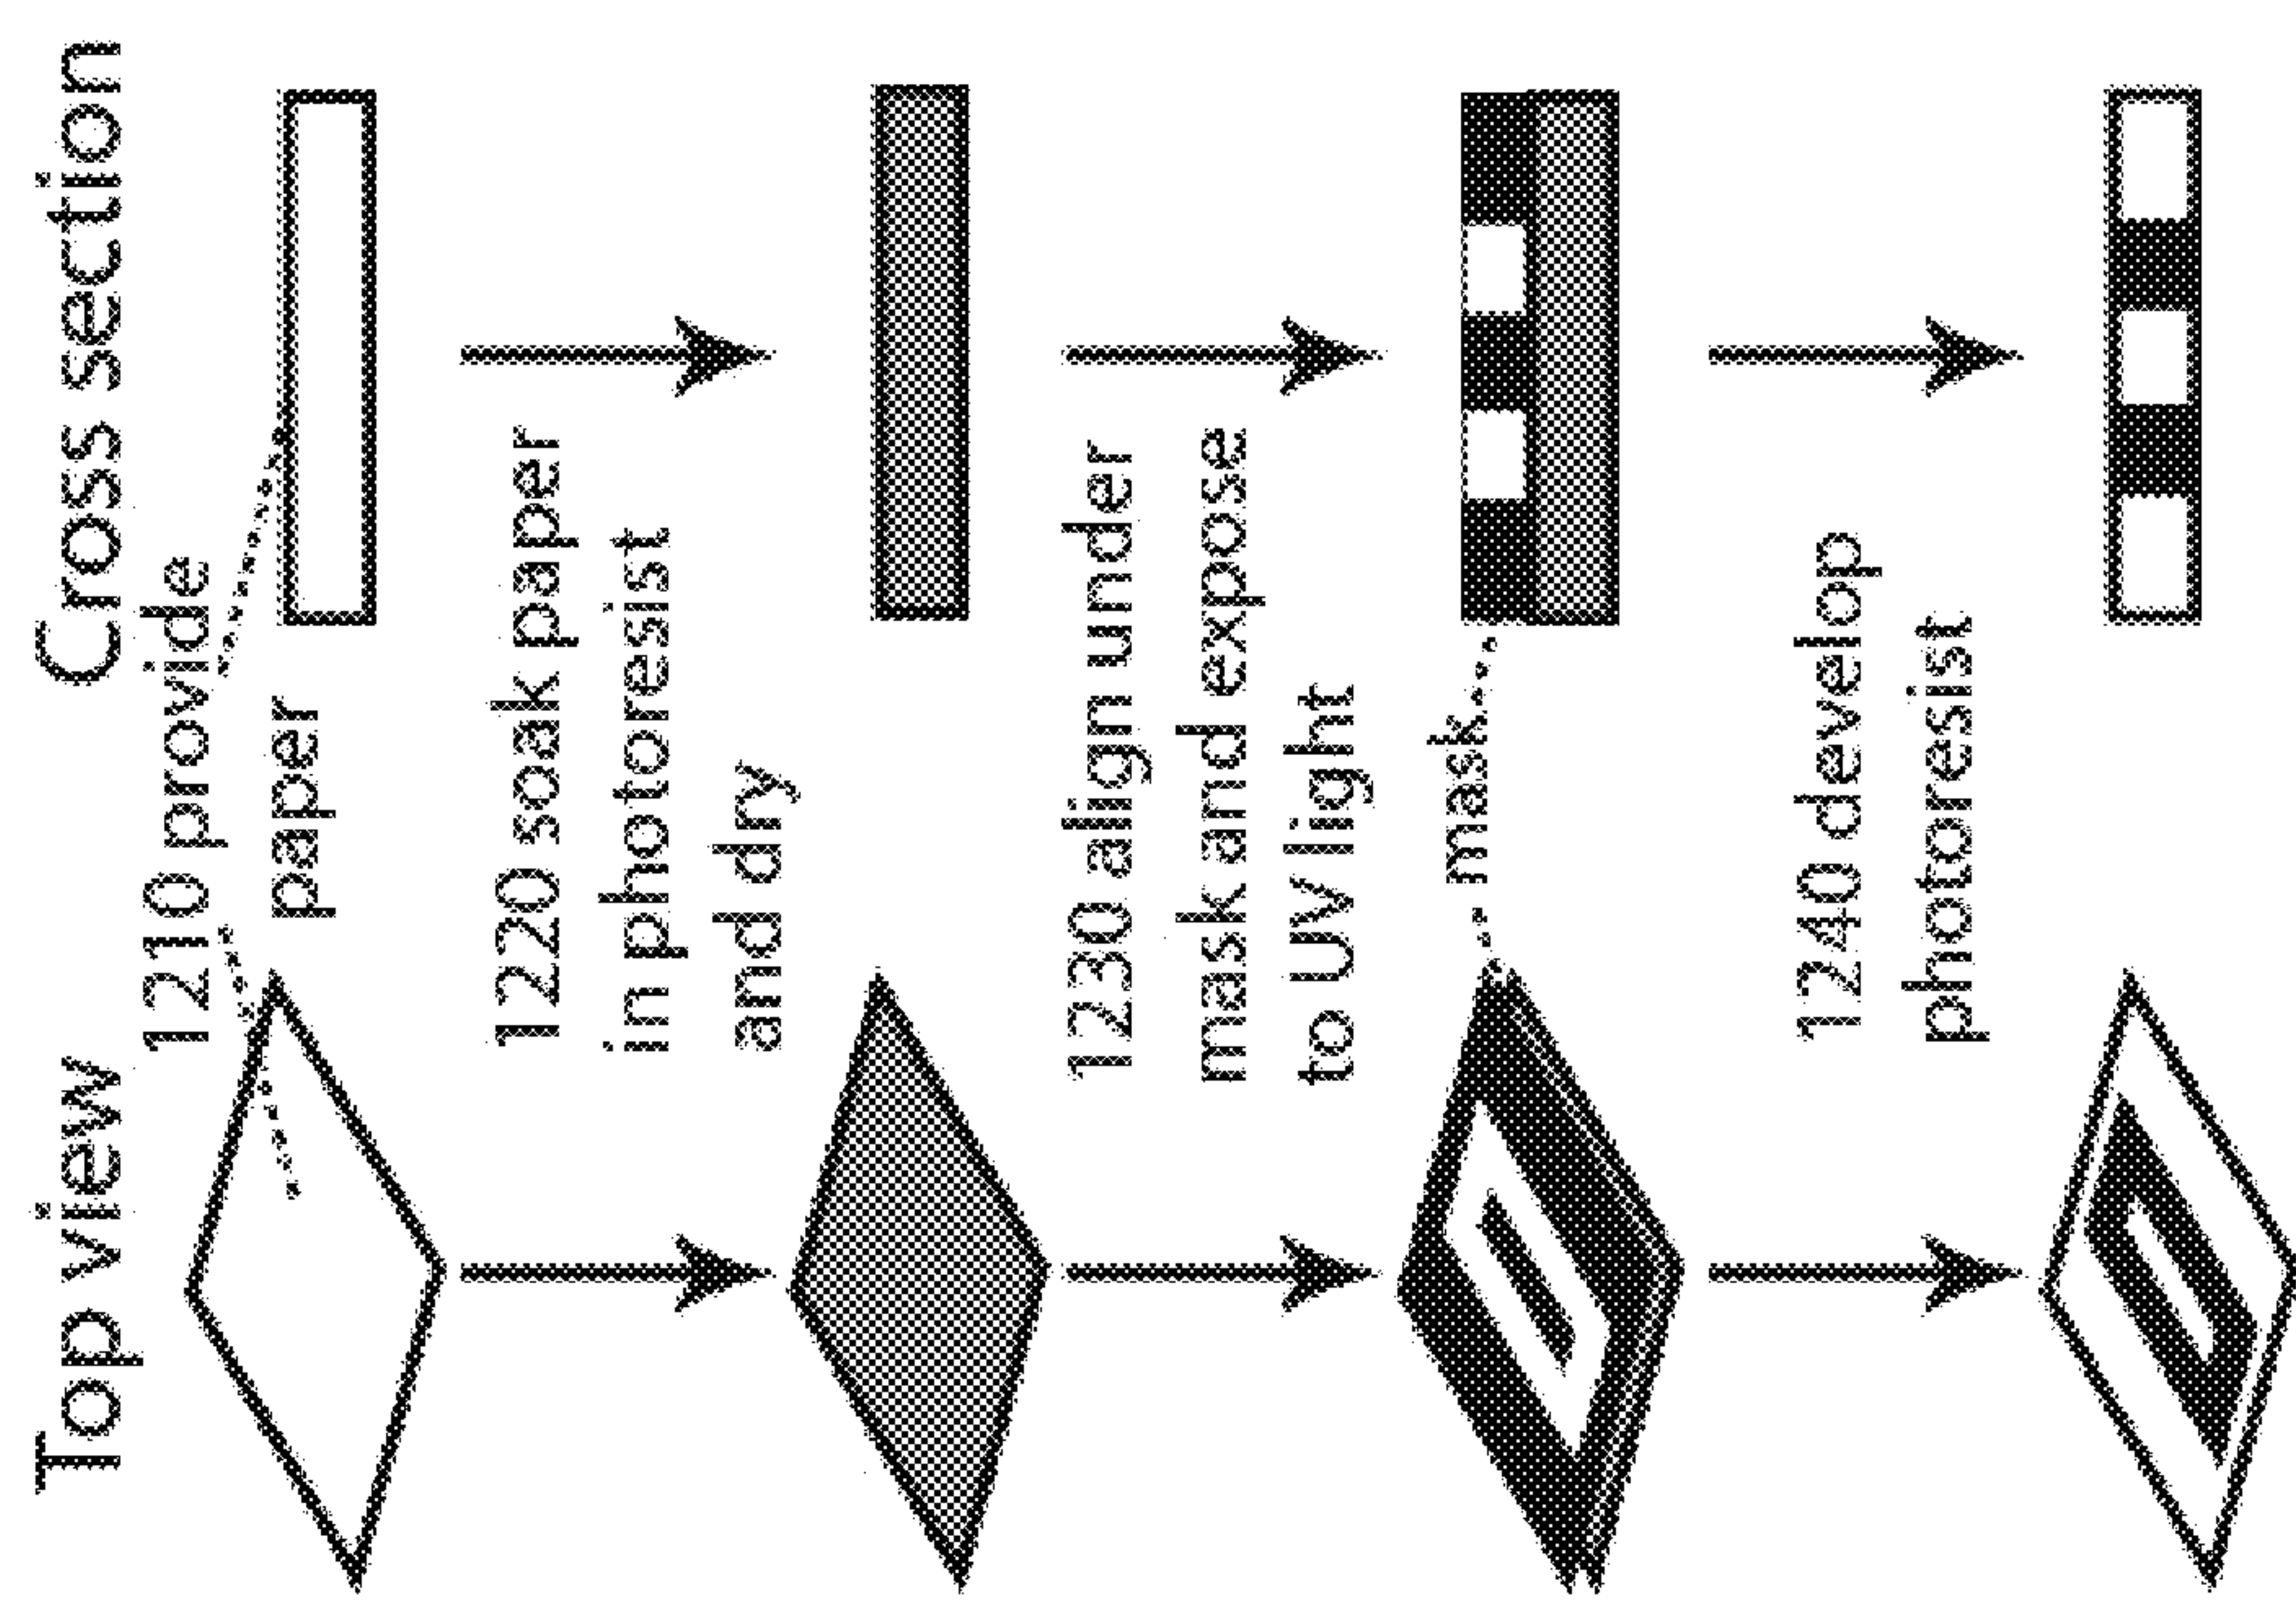 Top view
Cross section
1210 provide
paper
1220 soak paper
in photoresist
and dry
1230 align under
mask and expose
to UV light
mask
1240 develop
photoresist